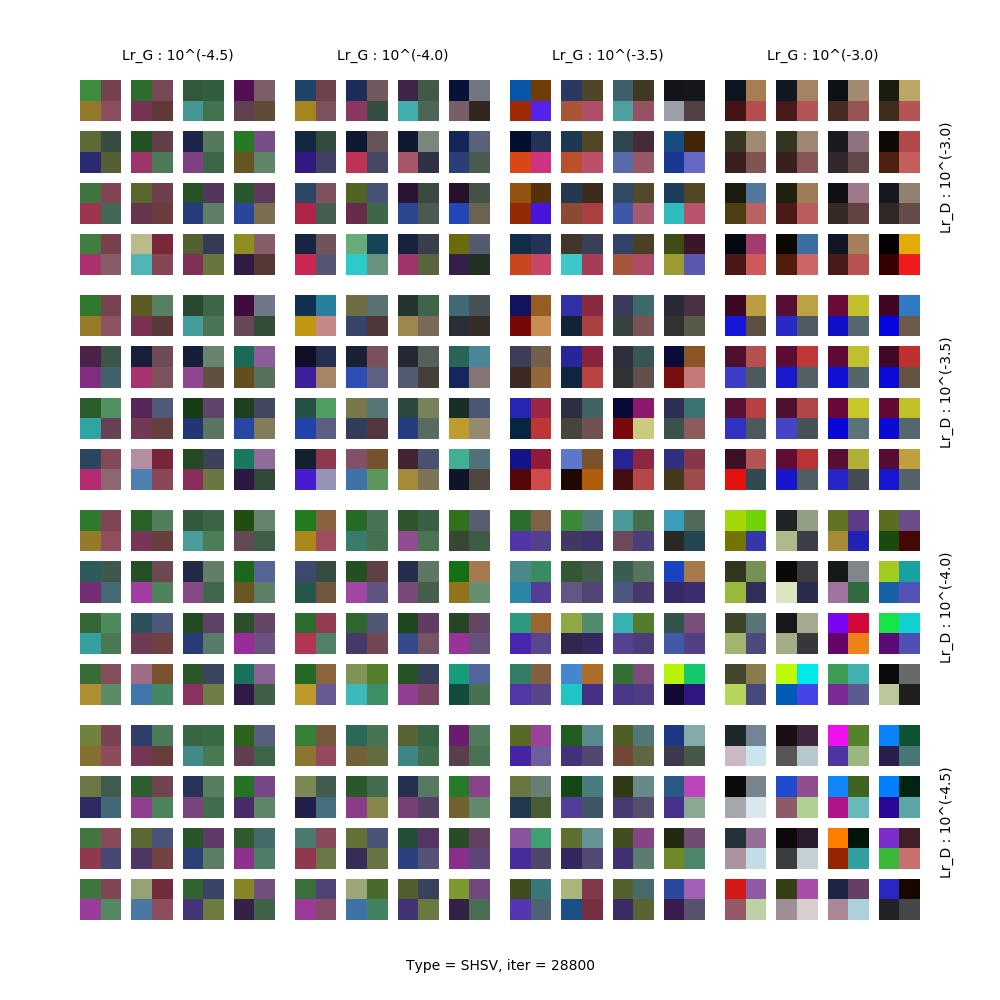 Lr_G : 10^(-4.5)
Lr_G : 10^(-4.0)
Lr_G : 10^(-3.5)
Lr_G : 10^(-3.0)
Lr_D : 10^(-3.0)
Lr_D : 10^(-3.5)
Lr_D : 10^(-4.0)
Lr_D : 10^(-4.5)
Type = SHSV, iter = 28800